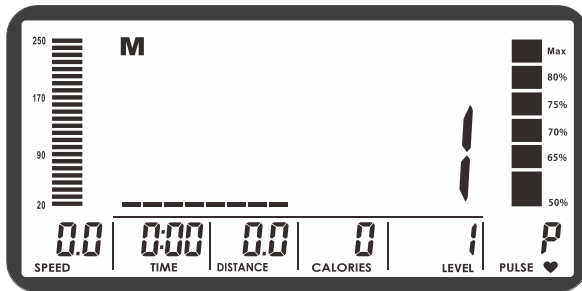 250
M
Max
80%
170
75%
1
70%
90
65%
20
50%
0.0
0:00
0.0
0
1
P
SPEED
TIME
DISTANCE
CALORIES
LEVEL
PULSE